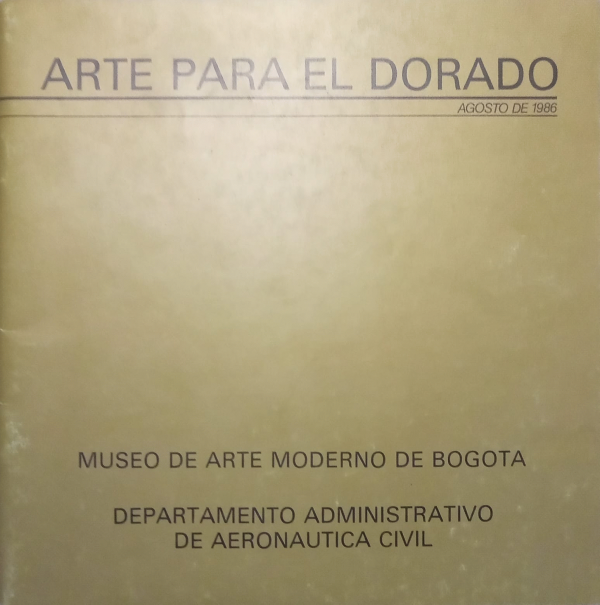 ARTE PARA EL DORADO
AGOSTO DE 1986
MUSEO DE ARTE MODERNO DE BOGOTA
DEPARTAMENTO ADMINISTRATIVO
DE AERONAUTICA CIVIL